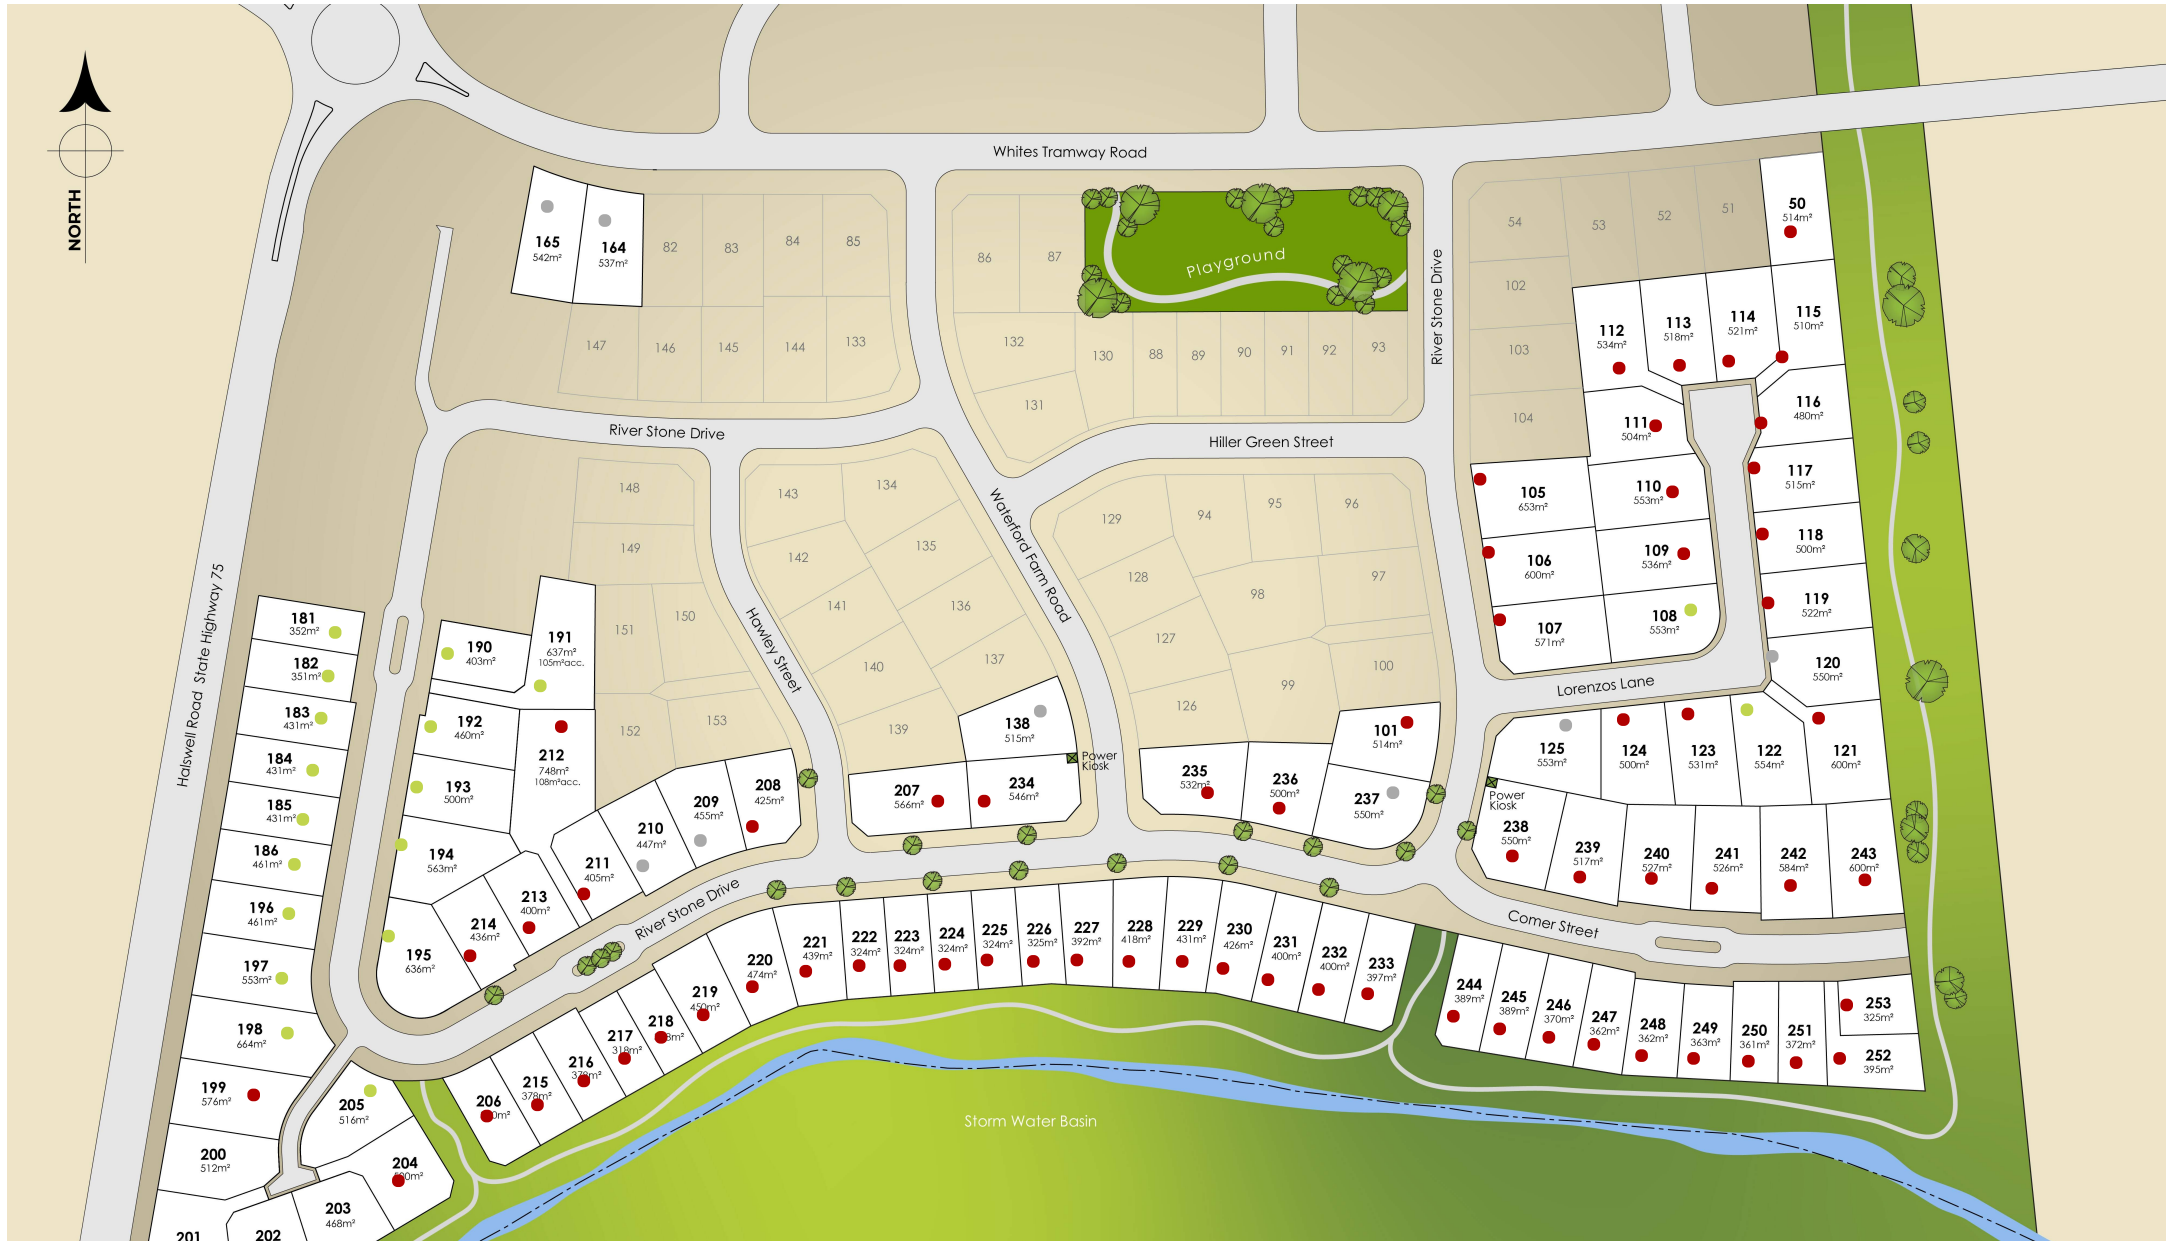 NORTH
Whites Tramway Road
Halswell Road State Highway 75
River Stone Drive
River Stone Drive
River Stone Drive
Hiller Green Street
Hawley Street
Waterford Farm Road
Lorenzos Lane
Comer Street
Playground
Storm Water Basin
Power
Kiosk
Power
Kiosk
165
542m²
164
537m²
82
83
84
85
147
146
145
144
133
86
87
132
131
130
88
89
90
91
92
93
54
53
52
51
102
103
104
50
514m²
112
534m²
113
518m²
114
521m²
115
510m²
116
480m²
111
504m²
117
515m²
105
653m²
110
553m²
118
500m²
106
600m²
109
536m²
119
522m²
107
571m²
108
553m²
120
550m²
125
553m²
124
500m²
123
531m²
122
554m²
121
600m²
238
550m²
239
517m²
240
527m²
241
526m²
242
584m²
243
600m²
148
149
150
151
152
153
143
134
142
135
141
136
140
137
139
138
515m²
207
566m²
234
546m²
129
94
95
96
128
98
97
127
99
100
126
101
514m²
235
532m²
236
500m²
237
550m²
181
352m²
182
351m²
183
431m²
184
431m²
185
431m²
186
461m²
196
461m²
197
553m²
198
664m²
199
576m²
200
512m²
201
202
203
468m²
204
205
516m²
190
403m²
191
637m²
105m²acc.
192
460m²
193
500m²
194
563m²
195
636m²
212
748m²
108m²acc.
208
425m²
209
455m²
210
447m²
211
405m²
213
400m²
214
436m²
206
215
378m²
216
217
318m²
218
219
450m²
220
474m²
221
439m²
222
324m²
223
324m²
224
324m²
225
324m²
226
325m²
227
392m²
228
418m²
229
431m²
230
426m²
231
400m²
232
400m²
233
397m²
244
389m²
245
389m²
246
370m²
247
362m²
248
362m²
249
363m²
250
361m²
251
372m²
253
325m²
252
395m²